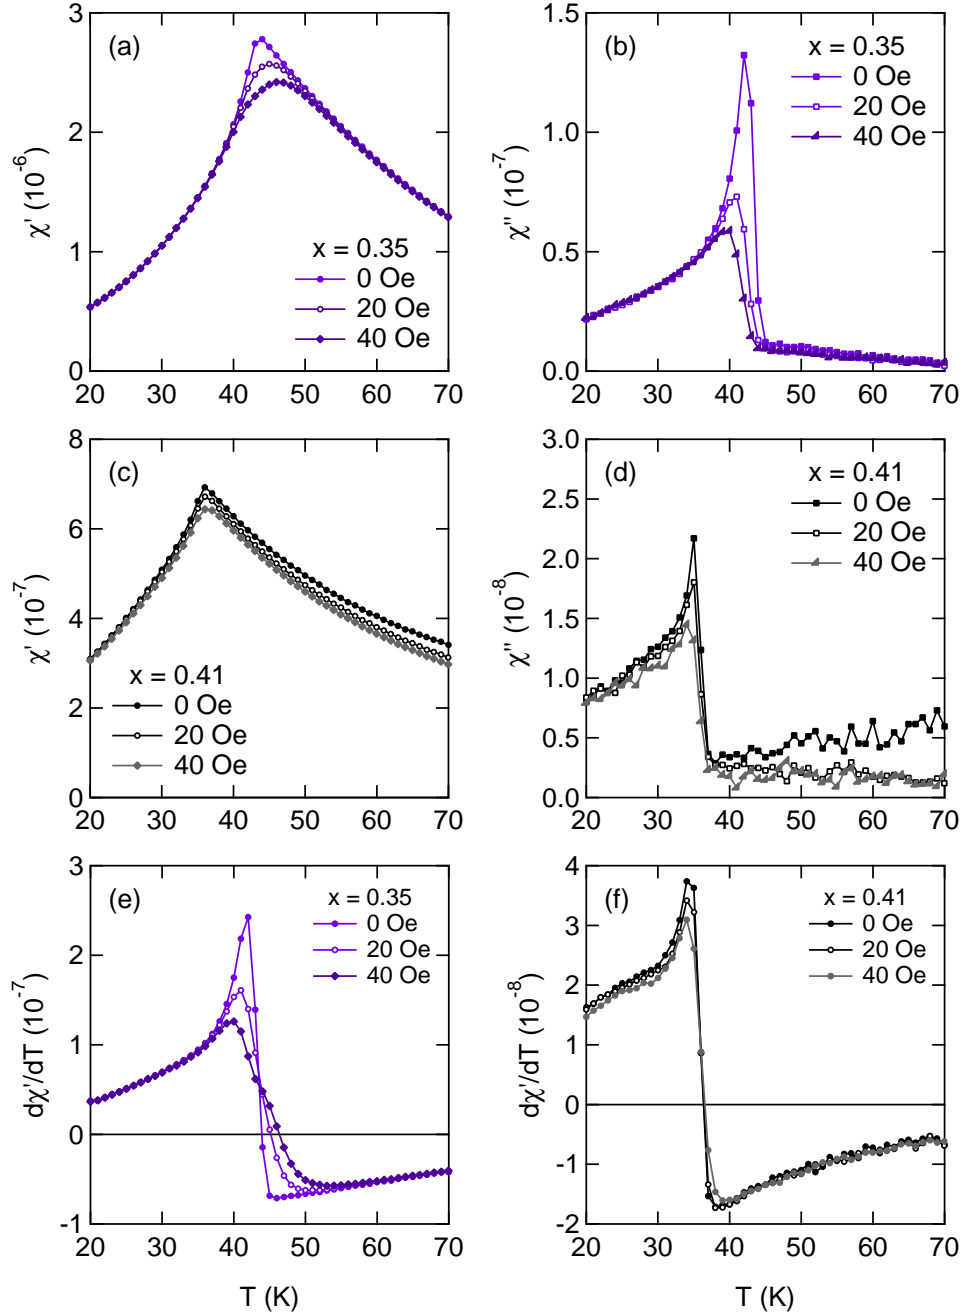 (a)
3
2
1
0
χ' (10⁻⁶)
20 30 40 50 60 70
x = 0.35
0 Oe
20 Oe
40 Oe
(b)
1.5
1.0
0.5
0.0
χ" (10⁻⁷)
20 30 40 50 60 70
x = 0.35
0 Oe
20 Oe
40 Oe
(c)
8
6
4
2
0
χ' (10⁻⁷)
20 30 40 50 60 70
x = 0.41
0 Oe
20 Oe
40 Oe
(d)
3.0
2.5
2.0
1.5
1.0
0.5
0.0
χ" (10⁻⁸)
20 30 40 50 60 70
x = 0.41
0 Oe
20 Oe
40 Oe
(e)
3
2
1
0
-1
dχ'/dT (10⁻⁷)
20 30 40 50 60 70
T (K)
x = 0.35
0 Oe
20 Oe
40 Oe
(f)
4
3
2
1
0
-1
-2
dχ'/dT (10⁻⁸)
20 30 40 50 60 70
T (K)
x = 0.41
0 Oe
20 Oe
40 Oe